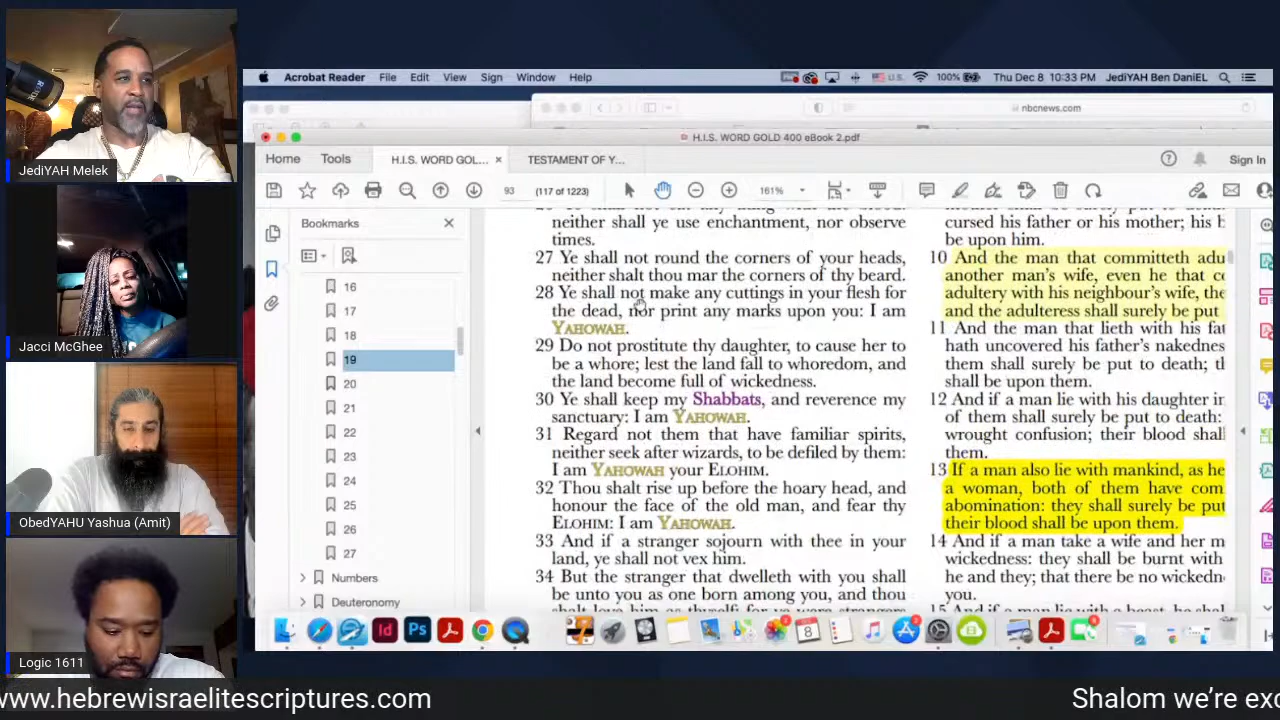 JediYAH Melek
Jacci McGhee
ObedYAHU Yashua (Amit)
Logic 1611
Acrobat Reader File Edit View Sign Window Help
U.S. 100% Thu Dec 8 10:33 PM JediYAH Ben DaniEL
nbcnews.com
H.I.S. WORD GOLD 400 eBook 2.pdf
Home Tools H.I.S. WORD GOL... × TESTAMENT OF Y... Sign In
93 (117 of 1223) 161%
Bookmarks
16
17
18
19
20
21
22
23
24
25
26
27
Numbers
Deuteronomy
neither shall ye use enchantment, nor observe
times.
27 Ye shall not round the corners of your heads,
neither shalt thou mar the corners of thy beard.
28 Ye shall not make any cuttings in your flesh for
the dead, nor print any marks upon you: I am
YAHOWAH.
29 Do not prostitute thy daughter, to cause her to
be a whore; lest the land fall to whoredom, and
the land become full of wickedness.
30 Ye shall keep my Shabbats, and reverence my
sanctuary: I am YAHOWAH.
31 Regard not them that have familiar spirits,
neither seek after wizards, to be defiled by them:
I am YAHOWAH your ELOHIM.
32 Thou shalt rise up before the hoary head, and
honour the face of the old man, and fear thy
ELOHIM: I am YAHOWAH.
33 And if a stranger sojourn with thee in your
land, ye shall not vex him.
34 But the stranger that dwelleth with you shall
be unto you as one born among you, and thou
cursed his father or his mother; his b
be upon him.
10 And the man that committeth adu
another man's wife, even he that co
adultery with his neighbour's wife, the
and the adulteress shall surely be put
11 And the man that lieth with his fat
hath uncovered his father's nakednes
them shall surely be put to death; th
shall be upon them.
12 And if a man lie with his daughter in
of them shall surely be put to death:
wrought confusion; their blood shall
them.
13 If a man also lie with mankind, as he
a woman, both of them have com
abomination: they shall surely be put
their blood shall be upon them.
14 And if a man take a wife and her m
wickedness: they shall be burnt with
he and they; that there be no wickedn
you.
www.hebrewisraelitescriptures.com
Shalom we're exc